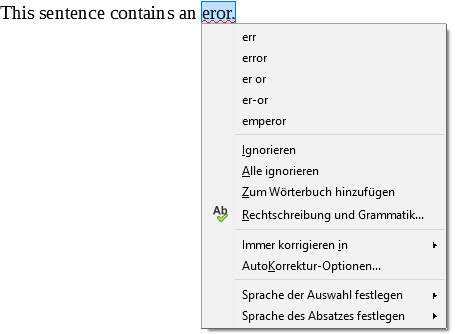 This sentence contains an eror.
err
error
er or
er-or
emperor
Ignorieren
Alle ignorieren
Zum Wörterbuch hinzufügen
Ab
Rechtschreibung und Grammatik...
Immer korrigieren in
AutoKorrektur-Optionen...
Sprache der Auswahl festlegen
Sprache des Absatzes festlegen